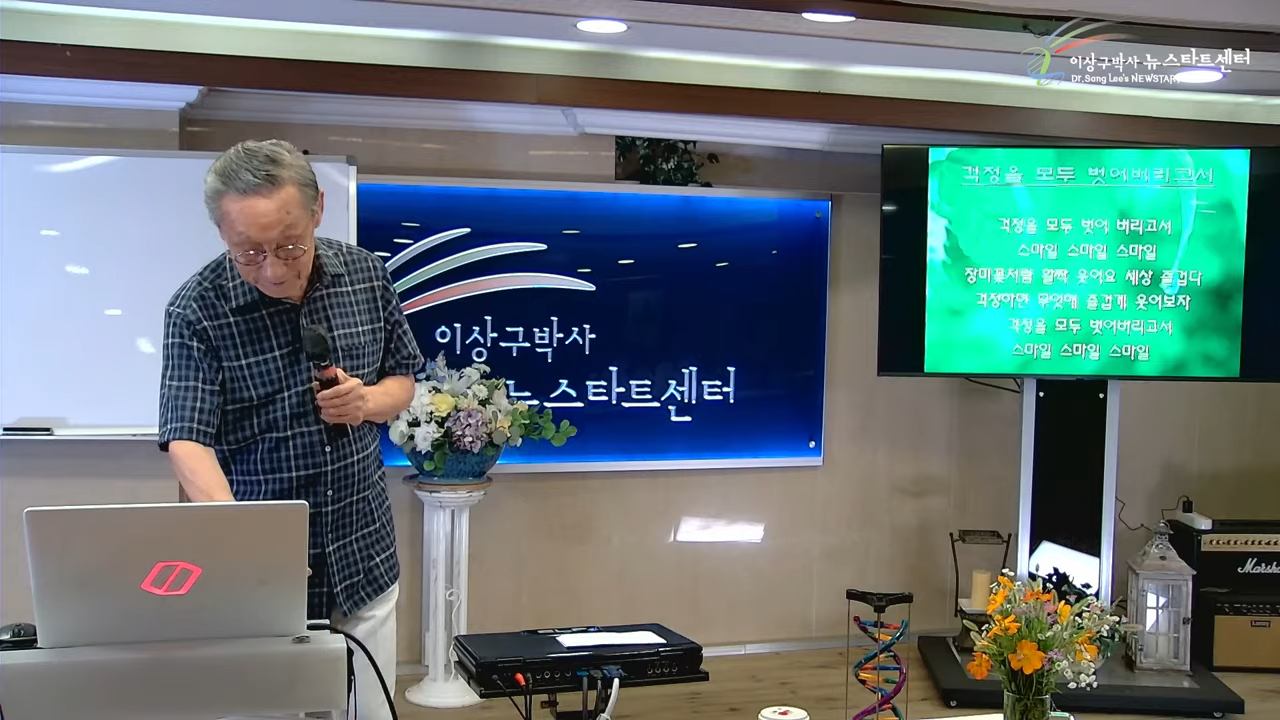 이상구박사 뉴스타트센터
Dr.Sang Lee's NEWSTART
이상구박사
뉴스타트센터
걱정을 모두 벗어버리고서
걱정을 모두 벗어 버리고서
스마일 스마일 스마일
장미꽃처럼 활짝 웃어요 세상 즐겁다
걱정하면 무엇해 즐겁게 웃어보자
걱정을 모두 벗어버리고서
스마일 스마일 스마일
Marsha
Laney